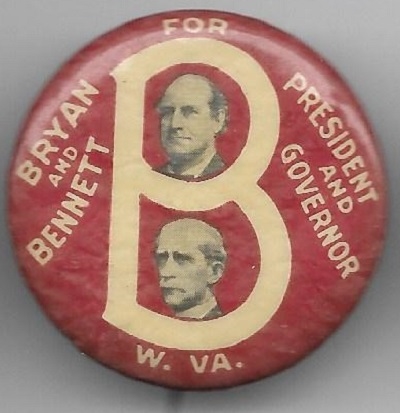 FOR
BRYAN
AND
BENNETT
B
PRESIDENT
AND
GOVERNOR
W. VA.